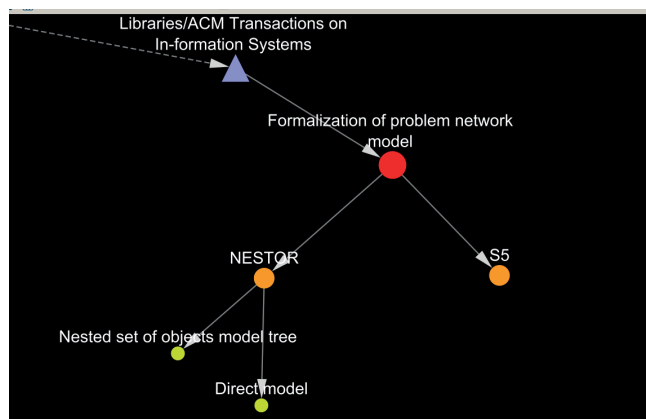 Libraries/ACM Transactions on
In-formation Systems
Formalization of problem network
model
NESTOR
S5
Nested set of objects model tree
Direct model